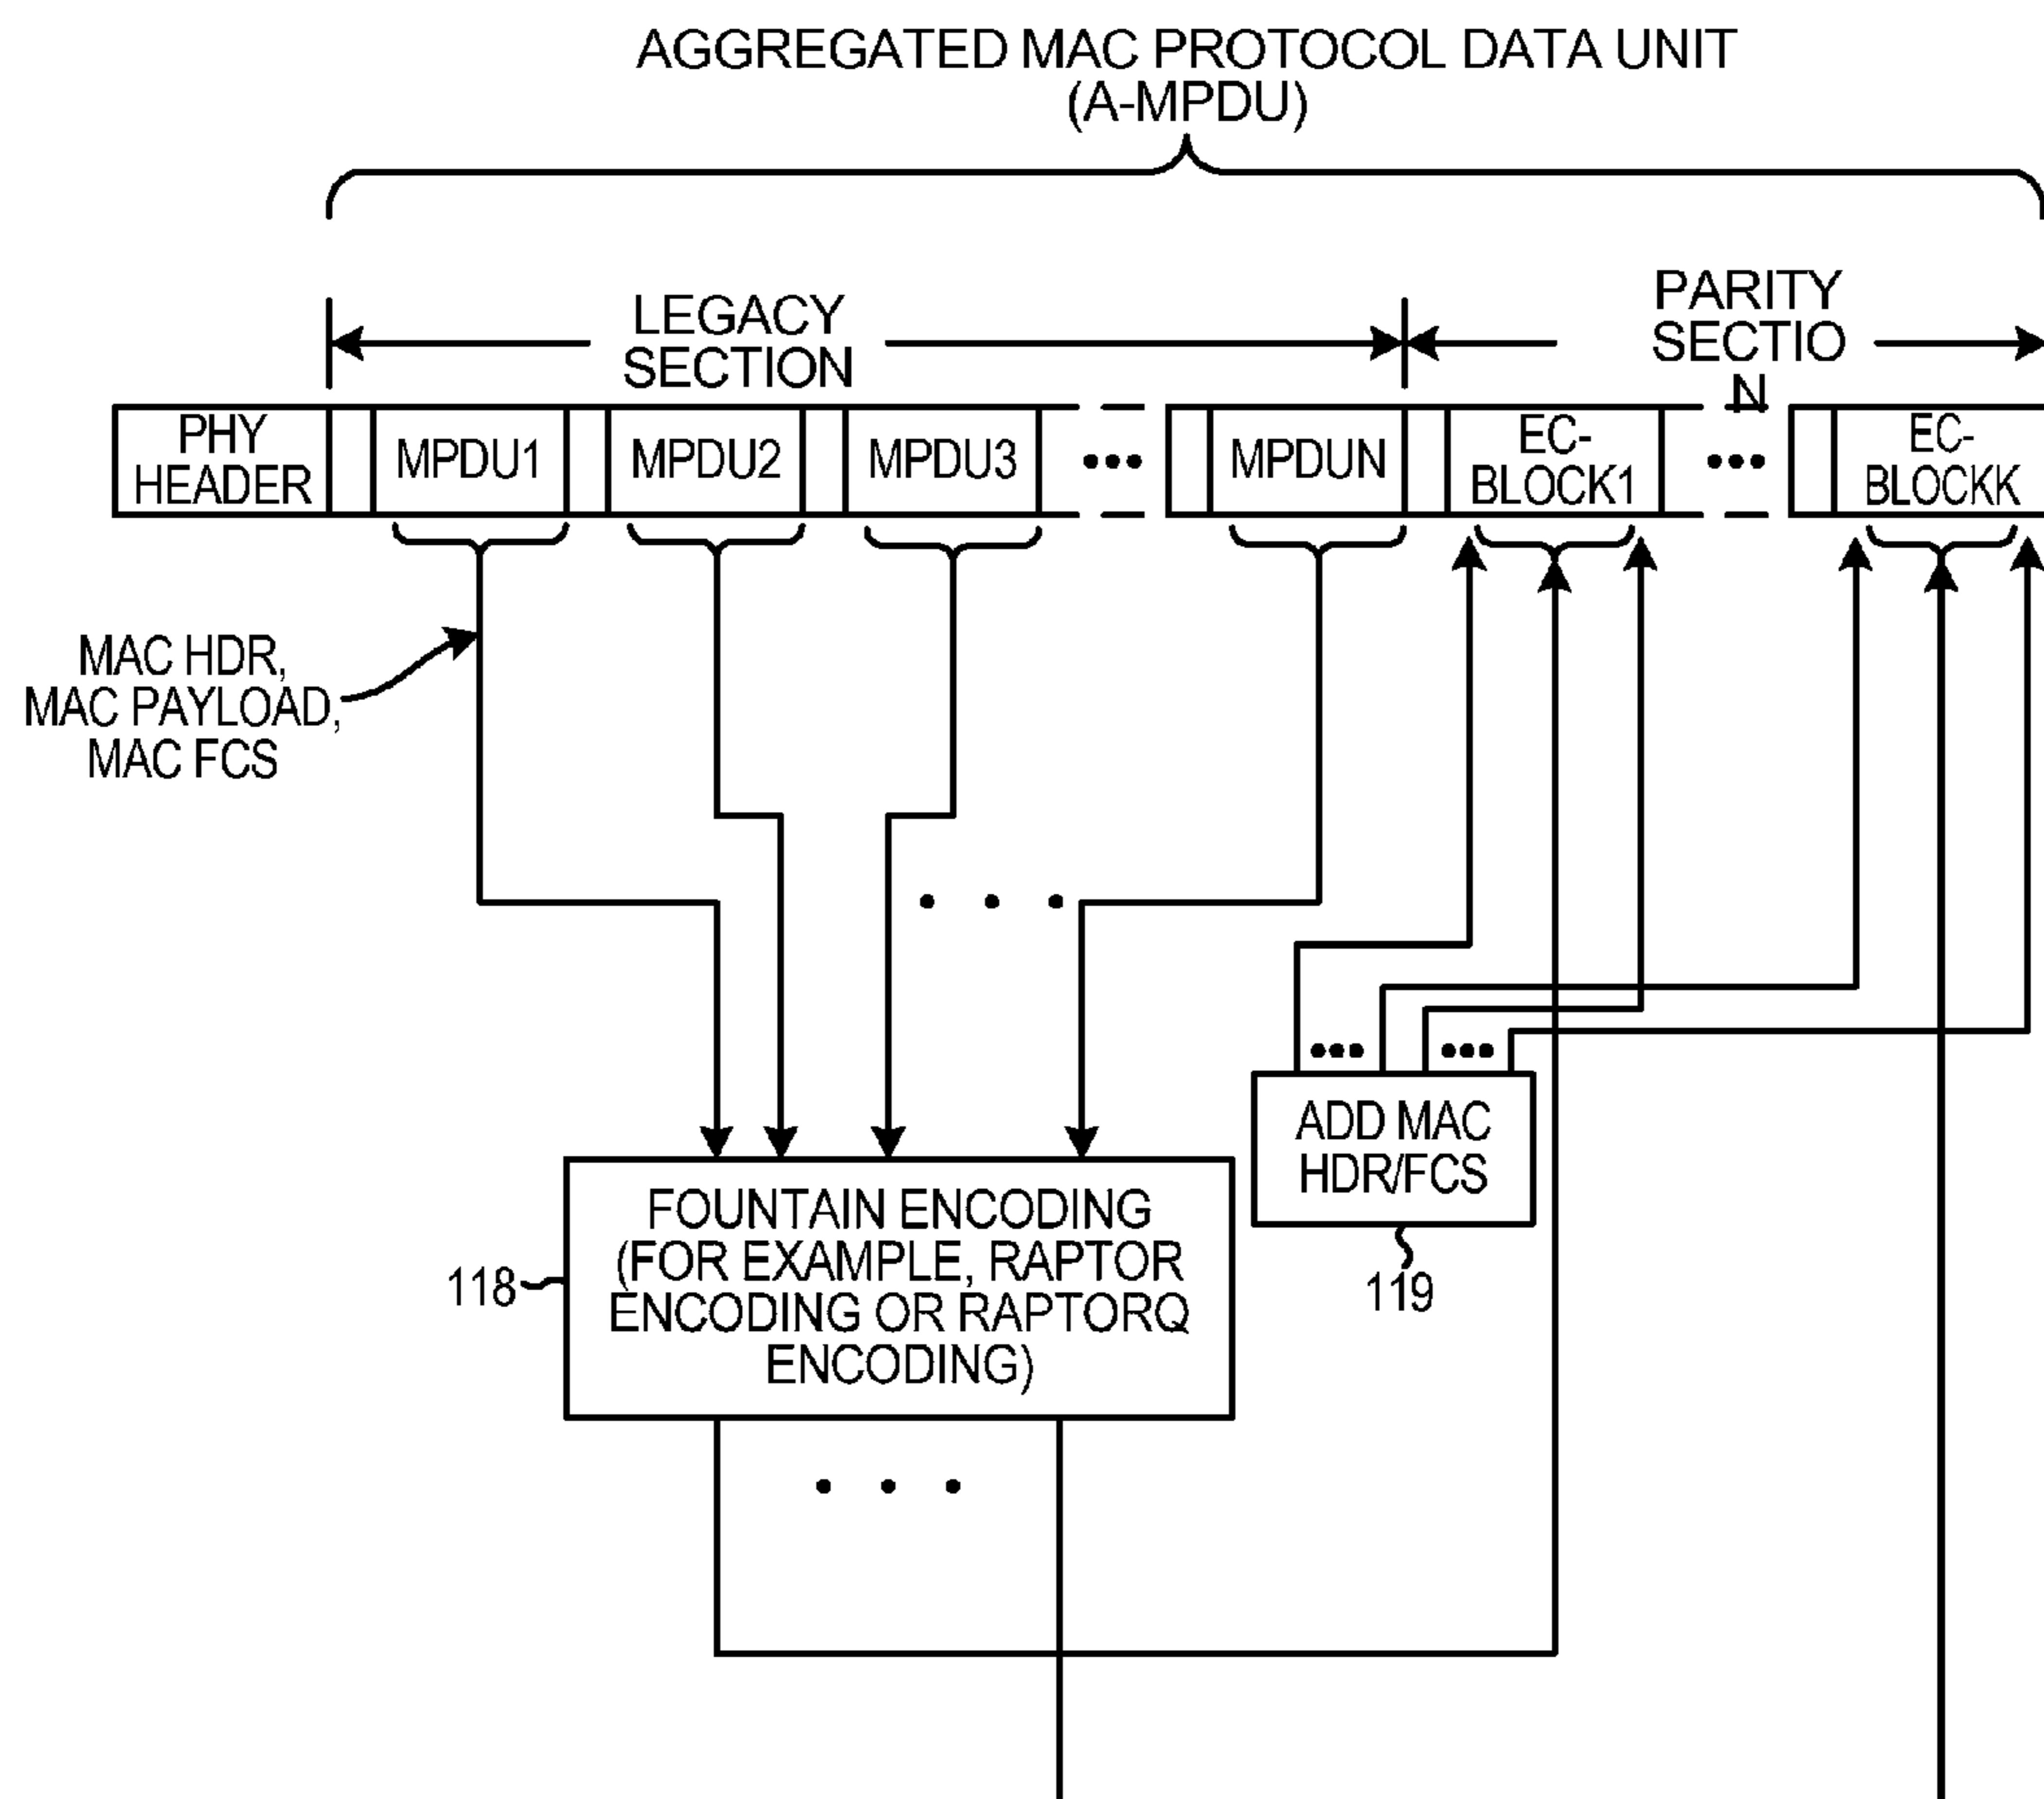 AGGREGATED MAC PROTOCOL DATA UNIT
(A-MPDU)
LEGACY
SECTION
PARITY
SECTIO
N
PHY
HEADER
MPDU1
MPDU2
MPDU3
MPDUN
EC-
BLOCK1
EC-
BLOCKK
MAC HDR,
MAC PAYLOAD,
MAC FCS
ADD MAC
HDR/FCS
119
FOUNTAIN ENCODING
(FOR EXAMPLE, RAPTOR
ENCODING OR RAPTORQ
ENCODING)
118